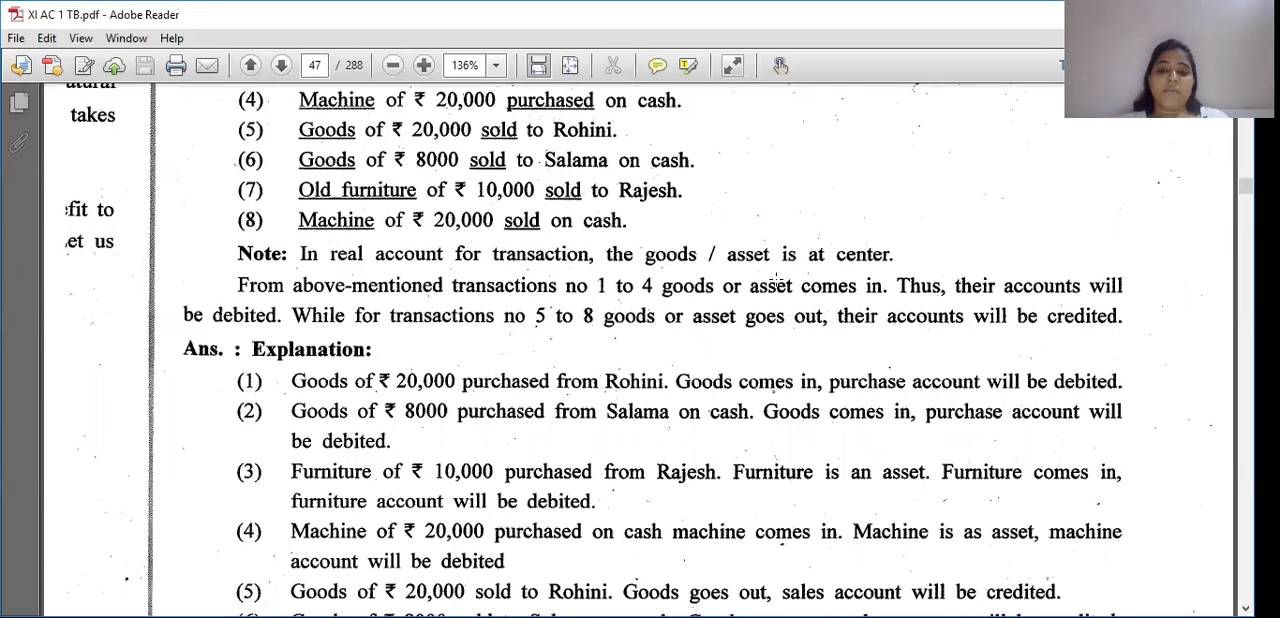 XI AC 1 TB.pdf - Adobe Reader
File Edit View Window Help
47 / 288 136%
takes
(4) Machine of ₹ 20,000 purchased on cash.
(5) Goods of ₹ 20,000 sold to Rohini.
(6) Goods of ₹ 8000 sold to Salama on cash.
(7) Old furniture of ₹ 10,000 sold to Rajesh.
fit to
(8) Machine of ₹ 20,000 sold on cash.
et us
Note: In real account for transaction, the goods / asset is at center.
From above-mentioned transactions no 1 to 4 goods or asset comes in. Thus, their accounts will
be debited. While for transactions no 5 to 8 goods or asset goes out, their accounts will be credited.
Ans. : Explanation:
(1) Goods of ₹ 20,000 purchased from Rohini. Goods comes in, purchase account will be debited.
(2) Goods of ₹ 8000 purchased from Salama on cash. Goods comes in, purchase account will
be debited.
(3) Furniture of ₹ 10,000 purchased from Rajesh. Furniture is an asset. Furniture comes in,
furniture account will be debited.
(4) Machine of ₹ 20,000 purchased on cash machine comes in. Machine is as asset, machine
account will be debited
(5) Goods of ₹ 20,000 sold to Rohini. Goods goes out, sales account will be credited.